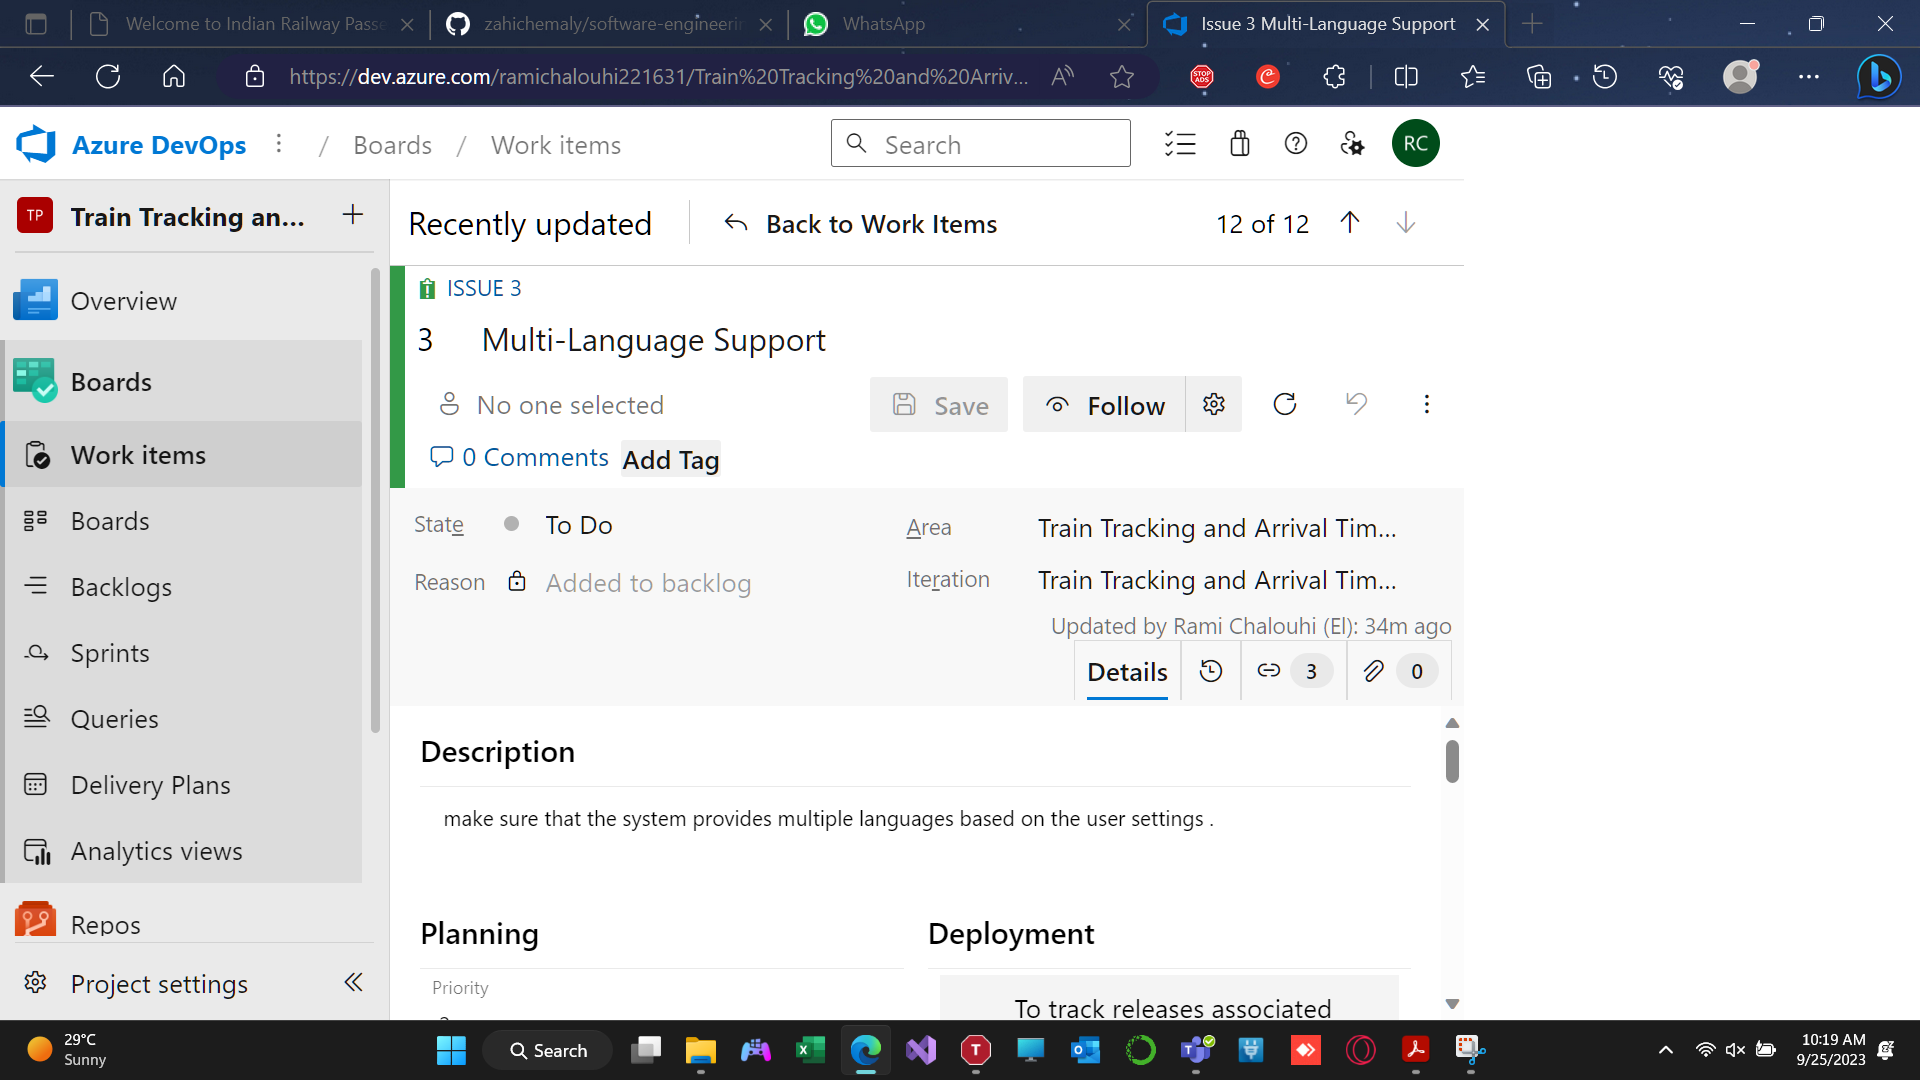 Welcome to Indian Railway Passe
zahichemaly/software-engineerin
WhatsApp
Issue 3 Multi-Language Support
https://dev.azure.com/ramichalouhi221631/Train%20Tracking%20and%20Arriv...
Azure DevOps
/ Boards / Work items
Search
RC
TP
Train Tracking an...
Overview
Boards
Work items
Boards
Backlogs
Sprints
Queries
Delivery Plans
Analytics views
Repos
Project settings
Recently updated
Back to Work Items
12 of 12
ISSUE 3
3 Multi-Language Support
No one selected
Save
Follow
0 Comments
Add Tag
State To Do
Reason Added to backlog
Area Train Tracking and Arrival Tim...
Iteration Train Tracking and Arrival Tim...
Updated by Rami Chalouhi (El): 34m ago
Details
3
0
Description
make sure that the system provides multiple languages based on the user settings .
Planning
Priority
Deployment
To track releases associated
29°C
Sunny
Search
10:19 AM
9/25/2023